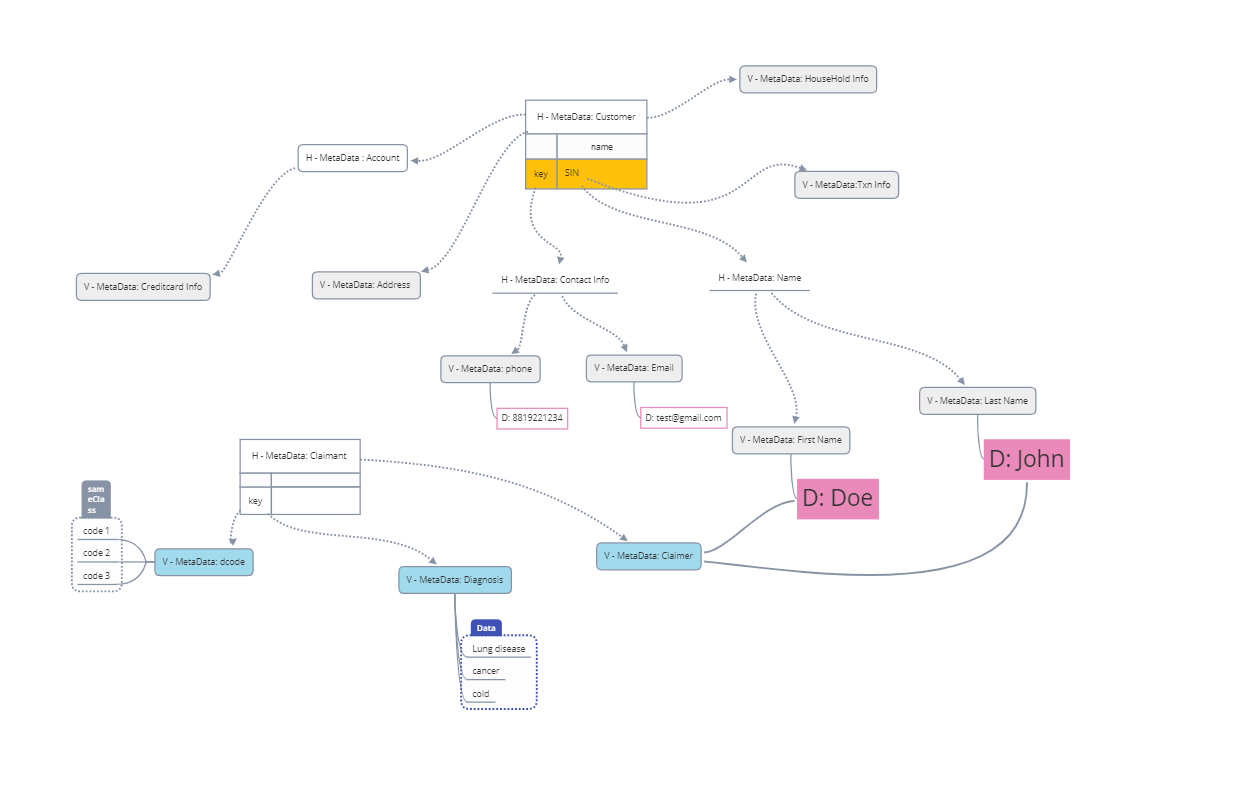 V - MetaData: HouseHold Info
H - MetaData: Customer
name
key
SIN
H - MetaData : Account
V - MetaData:Txn Info
V - MetaData: Creditcard Info
V - MetaData: Address
H - MetaData: Contact Info
H - MetaData: Name
V - MetaData: phone
V - MetaData: Email
D: 8819221234
D: test@gmail.com
V - MetaData: Last Name
V - MetaData: First Name
D: John
D: Doe
H - MetaData: Claimant
key
sam
eCla
ss
code 1
code 2
code 3
V - MetaData: dcode
V - MetaData: Claimer
V - MetaData: Diagnosis
Data
Lung disease
cancer
cold